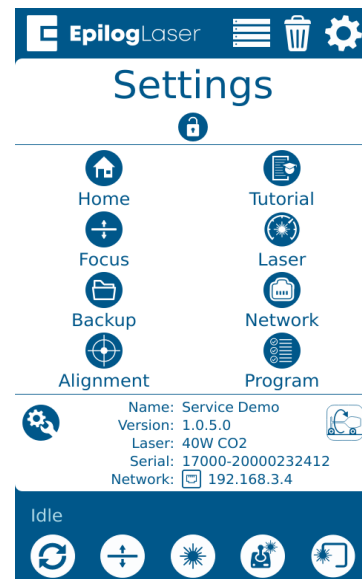 EpilogLaser
Settings
Home Tutorial
Focus Laser
Backup Network
Alignment Program
Name: Service Demo
Version: 1.0.5.0
Laser: 40W CO2
Serial: 17000-20000232412
Network: 192.168.3.4
Idle